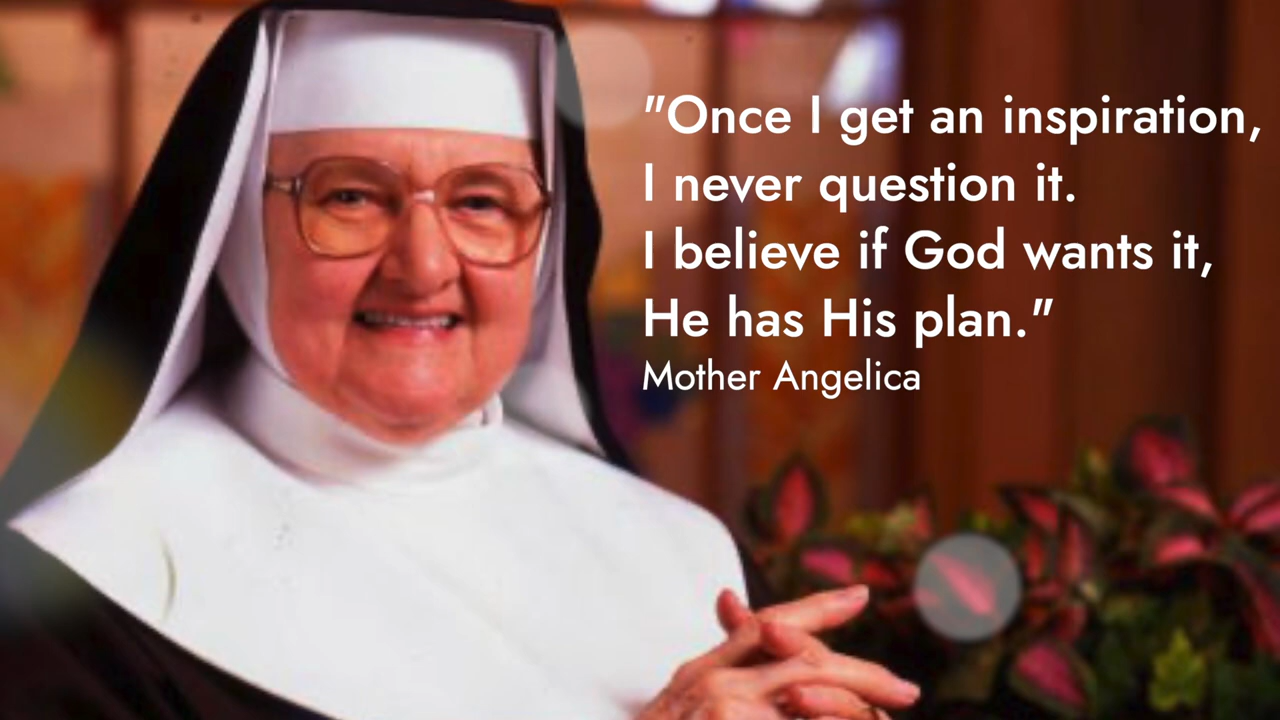 "Once I get an inspiration,
I never question it.
I believe if God wants it,
He has His plan."
Mother Angelica